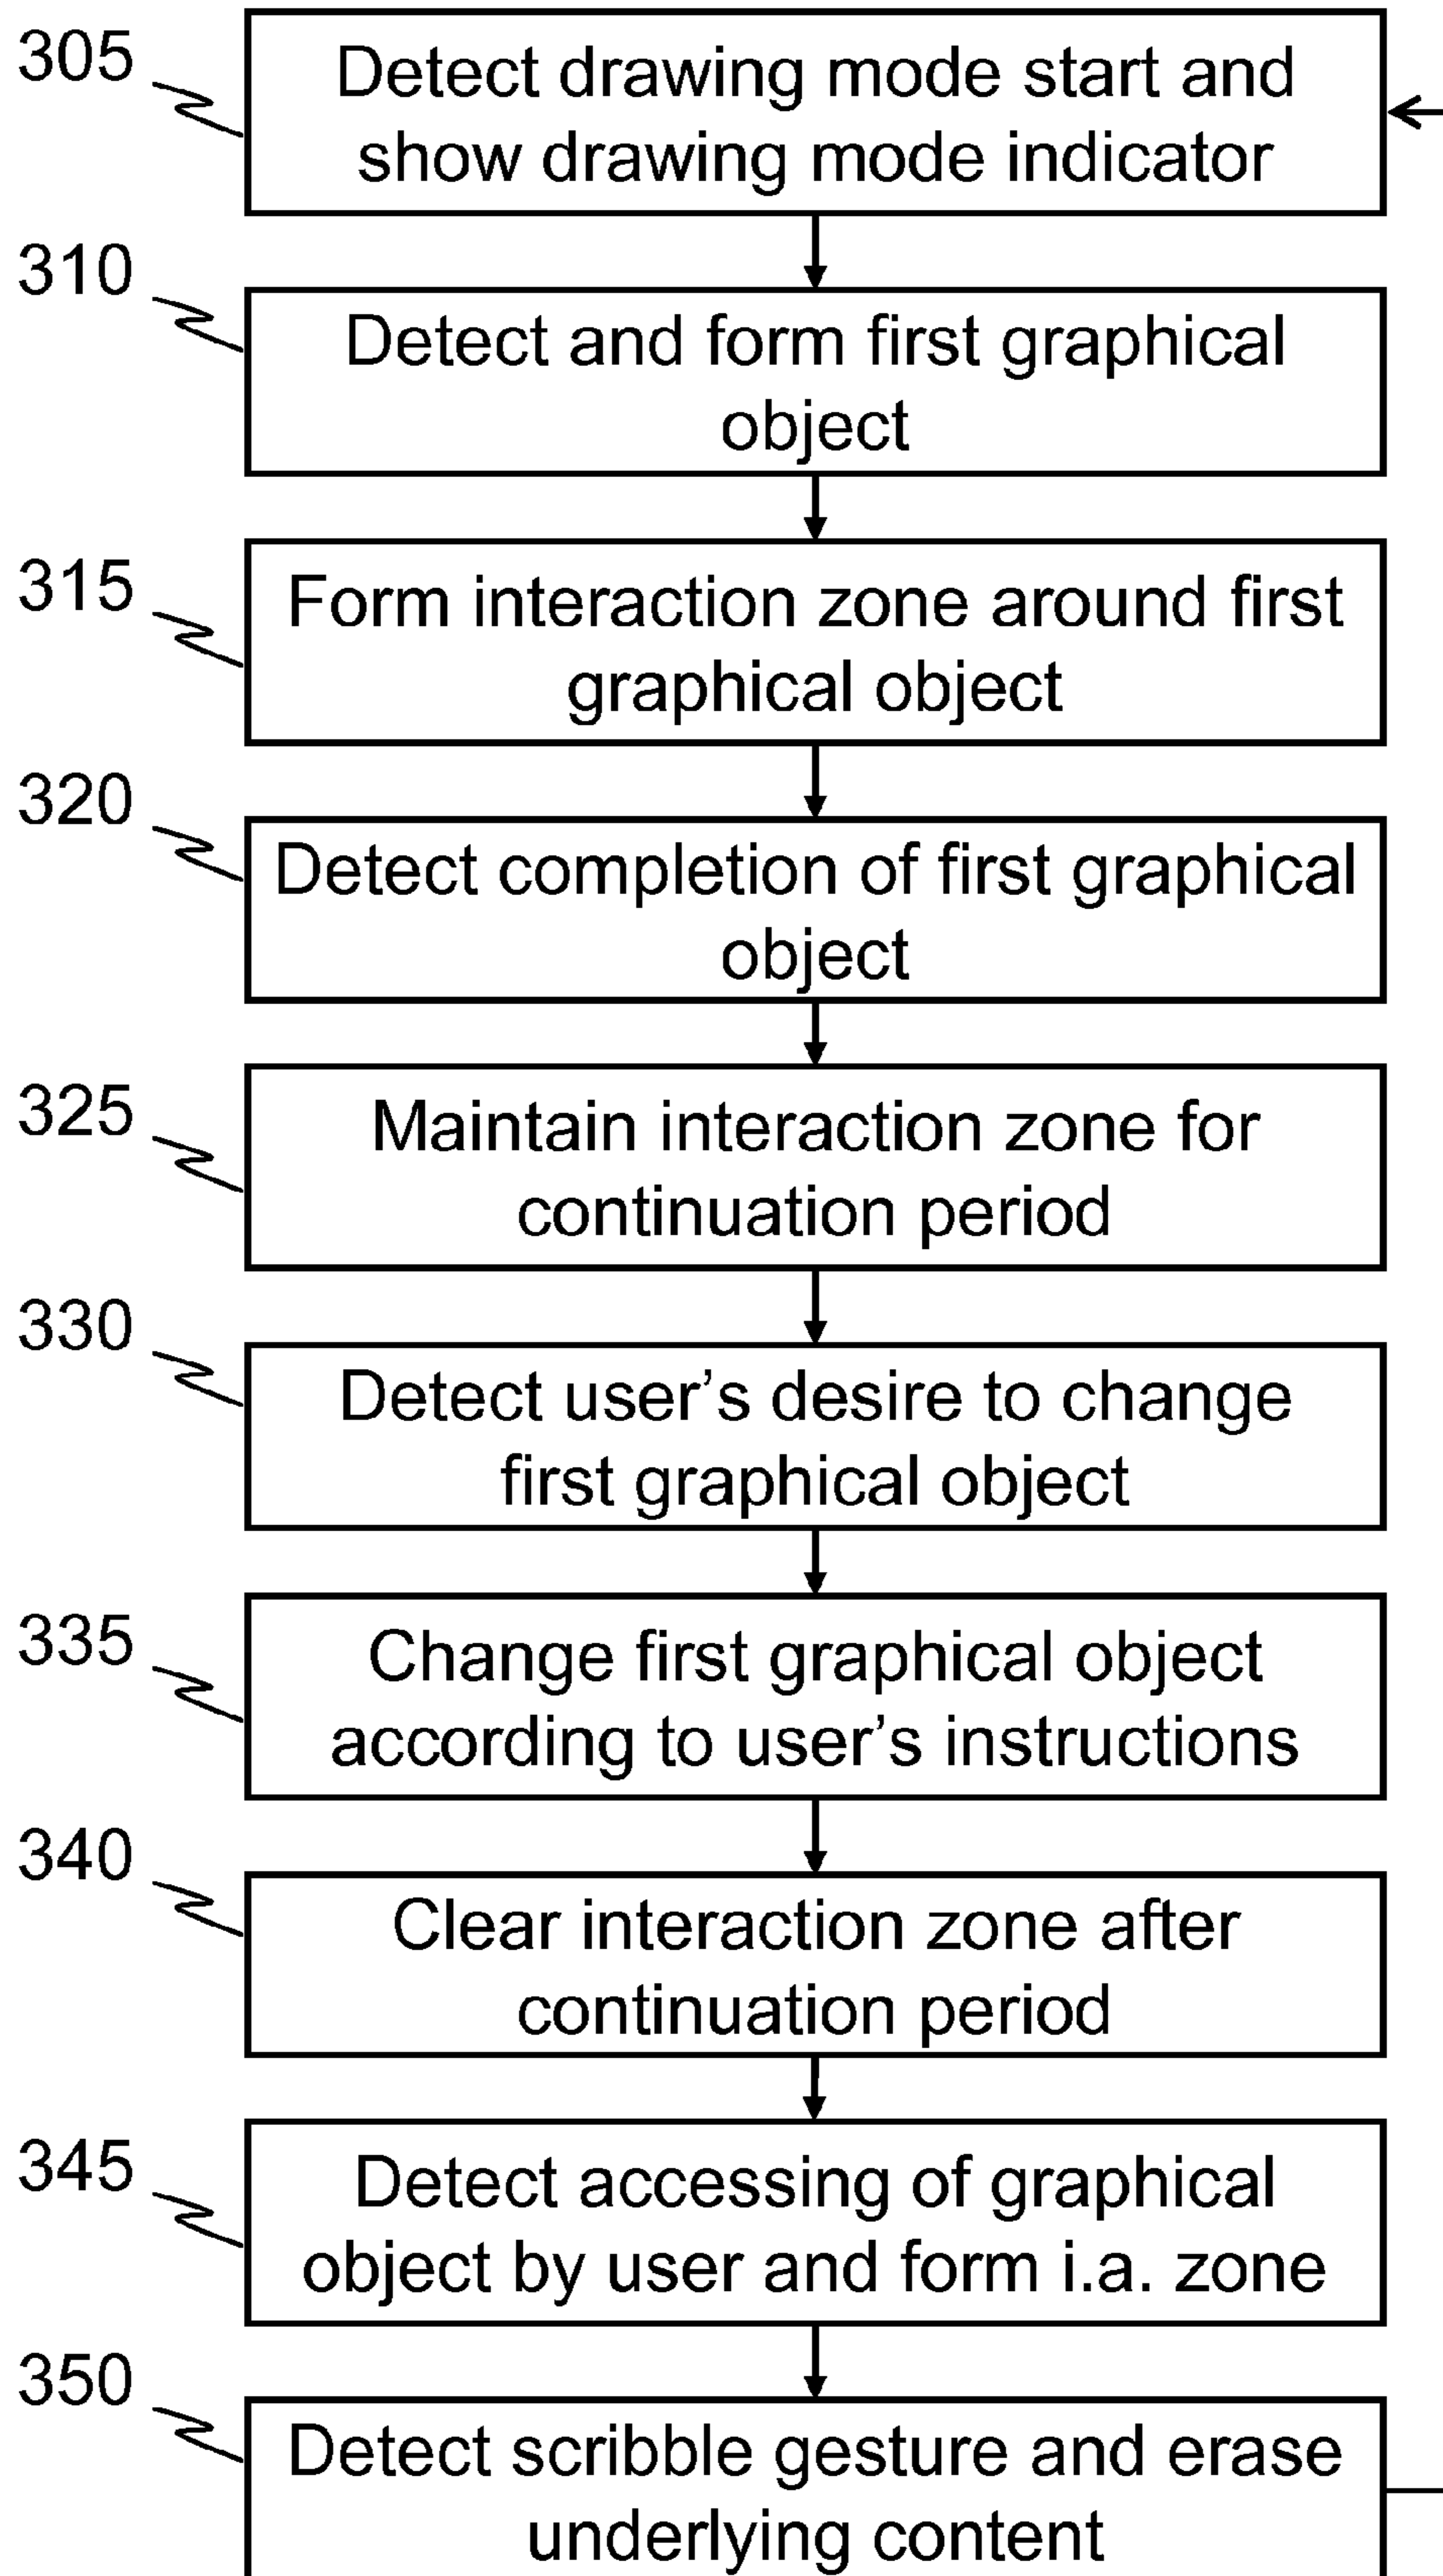 305
Detect drawing mode start and
show drawing mode indicator
310
Detect and form first graphical
object
315
Form interaction zone around first
graphical object
320
Detect completion of first graphical
object
325
Maintain interaction zone for
continuation period
330
Detect user’s desire to change
first graphical object
335
Change first graphical object
according to user’s instructions
340
Clear interaction zone after
continuation period
345
Detect accessing of graphical
object by user and form i.a. zone
350
Detect scribble gesture and erase
underlying content